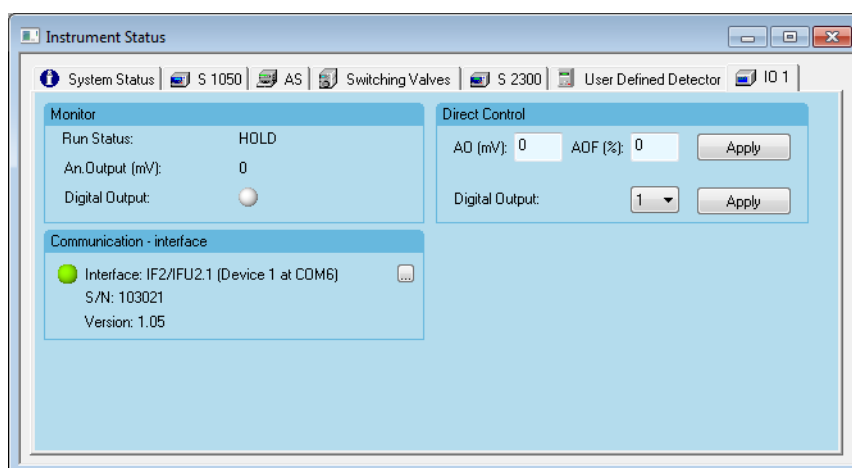 Instrument Status
System Status S 1050 AS Switching Valves S 2300 User Defined Detector IO 1
Monitor
Run Status: HOLD
An.Output (mV): 0
Digital Output:
Direct Control
AO (mV): 0 AOF (%): 0 Apply
Digital Output: 1 Apply
Communication - interface
Interface: IF2/IFU2.1 (Device 1 at COM6) ...
S/N: 103021
Version: 1.05